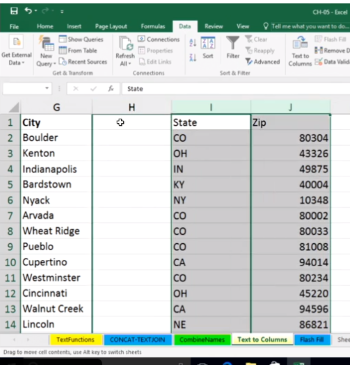 CH-05 - Excel
File Home Insert Page Layout Formulas Data Review View Tell me what you want to do...
Get External Data New Query Show Queries From Table Recent Sources Refresh All Connections Properties Edit Links Sort Filter Clear Reapply Advanced Text to Columns Flash Fill Remove D Data Valid
Get & Transform Connections Sort & Filter
fx State
G H I J
1 City State Zip
2 Boulder CO 80304
3 Kenton OH 43326
4 Indianapolis IN 49875
5 Bardstown KY 40004
6 Nyack NY 10348
7 Arvada CO 80002
8 Wheat Ridge CO 80033
9 Pueblo CO 81008
10 Cupertino CA 94014
11 Westminster CO 80234
12 Cincinnati OH 45220
13 Walnut Creek CA 94596
14 Lincoln NE 86821
TextFunctions CONCAT-TEXTJOIN CombineNames Text to Columns Flash Fill Shee
Drag to move cell contents, use Alt key to switch sheets